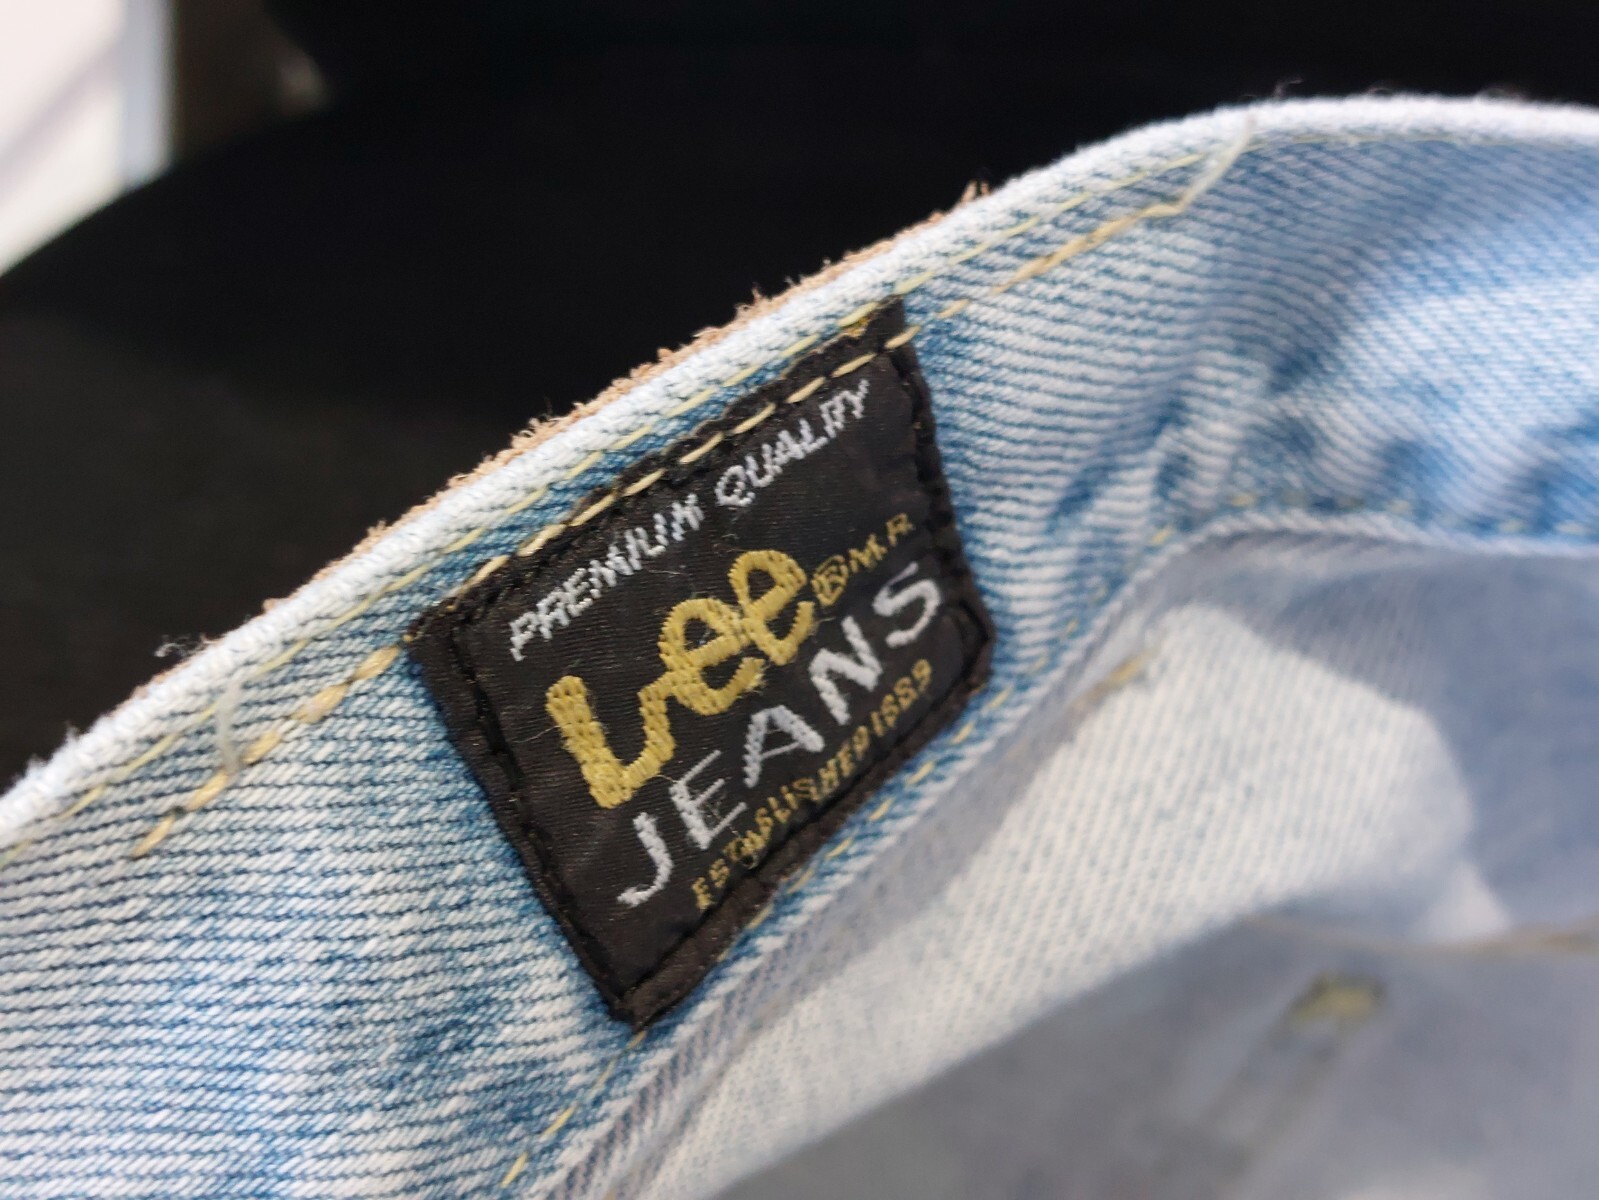 PREMIUM QUALITY
Lee ® M.R.
JEANS
ESTABLISHED 1889